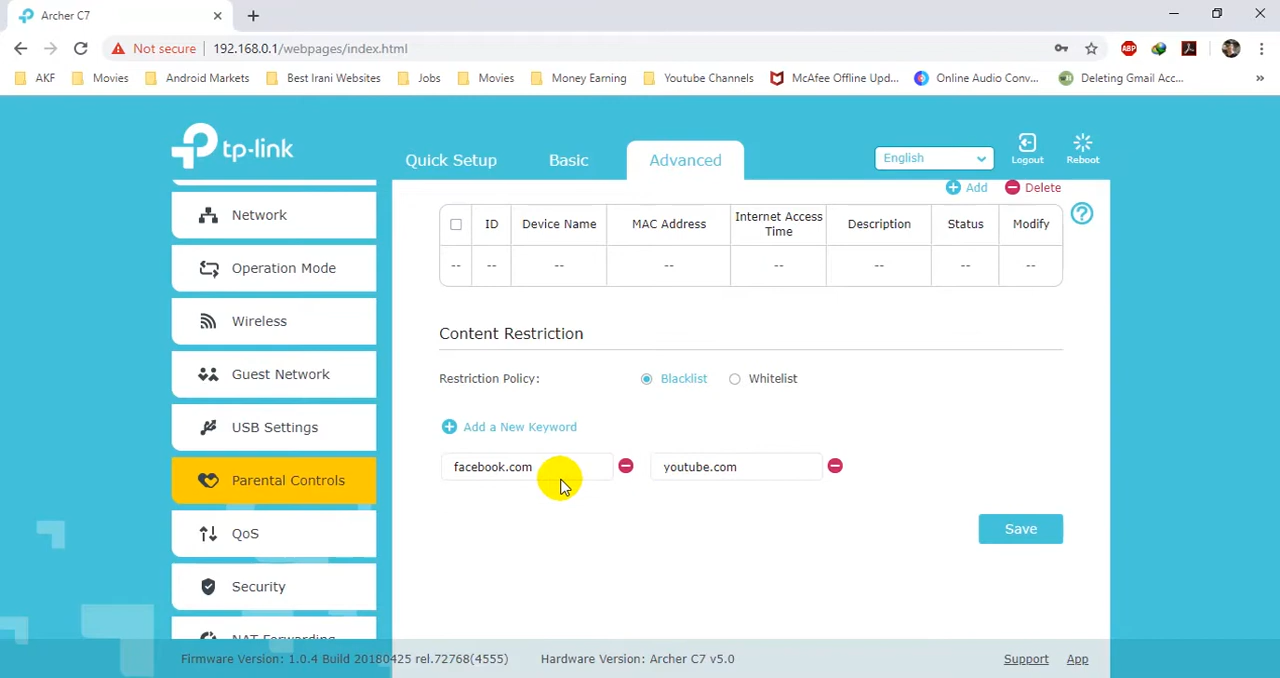 Archer C7
Not secure 192.168.0.1/webpages/index.html
AKF Movies Android Markets Best Irani Websites Jobs Movies Money Earning Youtube Channels McAfee Offline Upd... Online Audio Conv... Deleting Gmail Acc... »
tp-link
Quick Setup Basic Advanced English Logout Reboot
Add Delete
Network
Operation Mode
Wireless
Guest Network
USB Settings
Parental Controls
QoS
Security
NAT Forwarding
ID Device Name MAC Address Internet Access Time Description Status Modify
-- -- -- -- -- -- -- --
Content Restriction
Restriction Policy: Blacklist Whitelist
Add a New Keyword
facebook.com youtube.com
Save
Firmware Version: 1.0.4 Build 20180425 rel.72768(4555) Hardware Version: Archer C7 v5.0 Support App